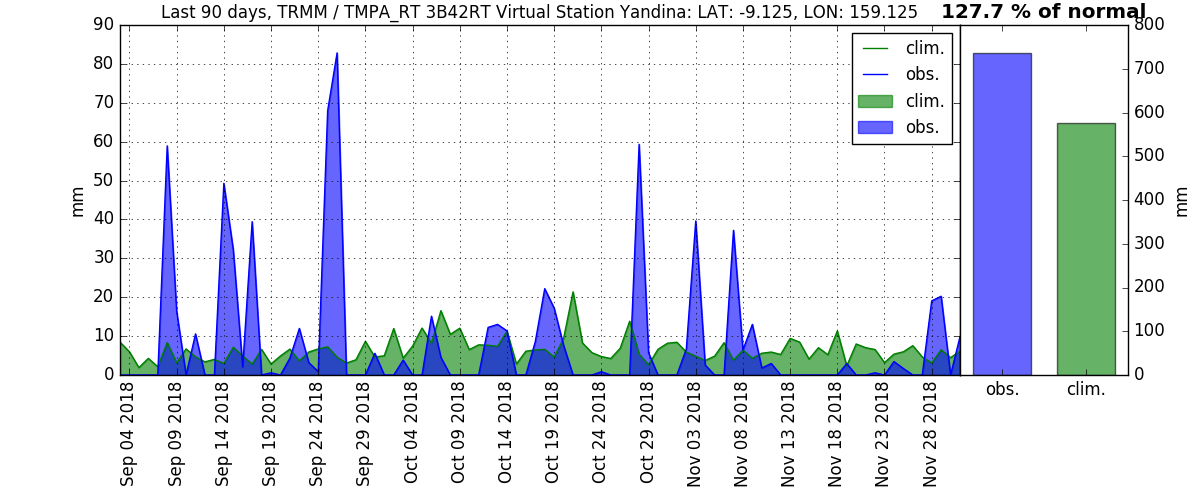 Last 90 days, TRMM / TMPA_RT 3B42RT Virtual Station Yandina: LAT: -9.125, LON: 159.125
127.7 % of normal
90
80
70
60
50
40
30
20
10
0
mm
clim.
obs.
clim.
obs.
Sep 04 2018
Sep 09 2018
Sep 14 2018
Sep 19 2018
Sep 24 2018
Sep 29 2018
Oct 04 2018
Oct 09 2018
Oct 14 2018
Oct 19 2018
Oct 24 2018
Oct 29 2018
Nov 03 2018
Nov 08 2018
Nov 13 2018
Nov 18 2018
Nov 23 2018
Nov 28 2018
800
700
600
500
400
300
200
100
0
mm
obs.
clim.